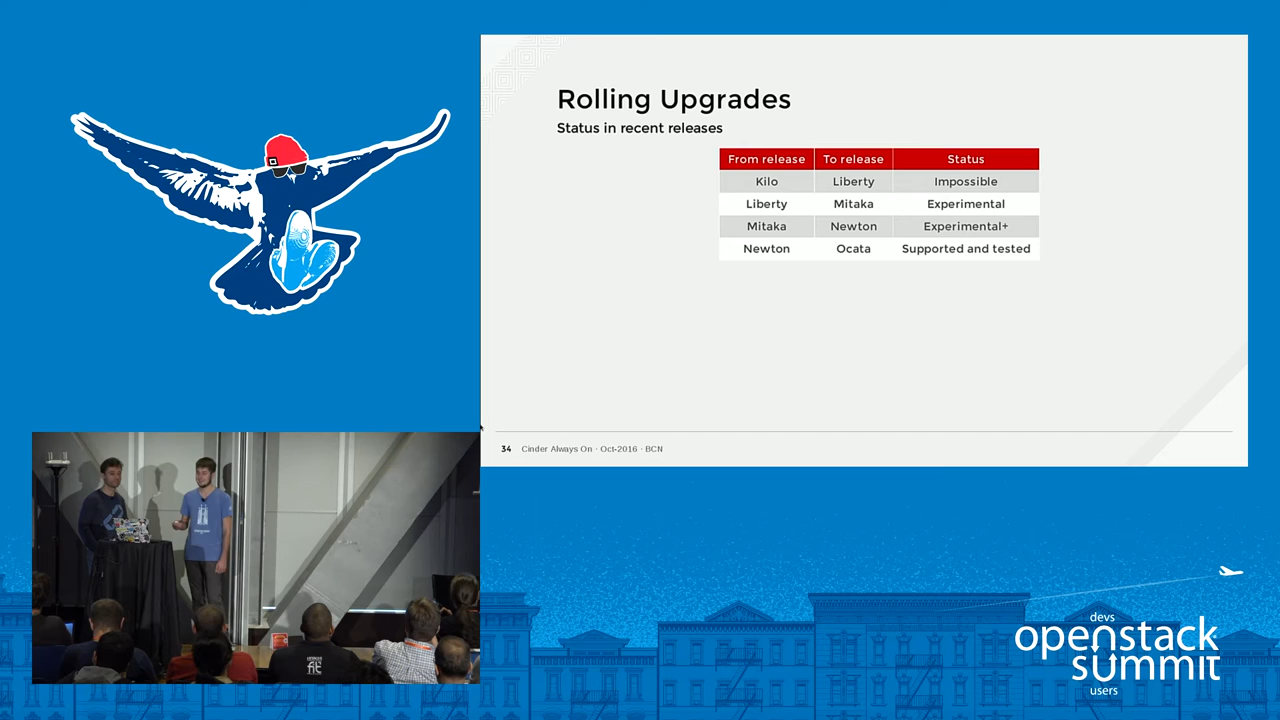 Rolling Upgrades
Status in recent releases
From release To release Status
Kilo Liberty Impossible
Liberty Mitaka Experimental
Mitaka Newton Experimental+
Newton Ocata Supported and tested
34 Cinder Always On · Oct-2016 · BCN
devs
openstack
summit
users
fit